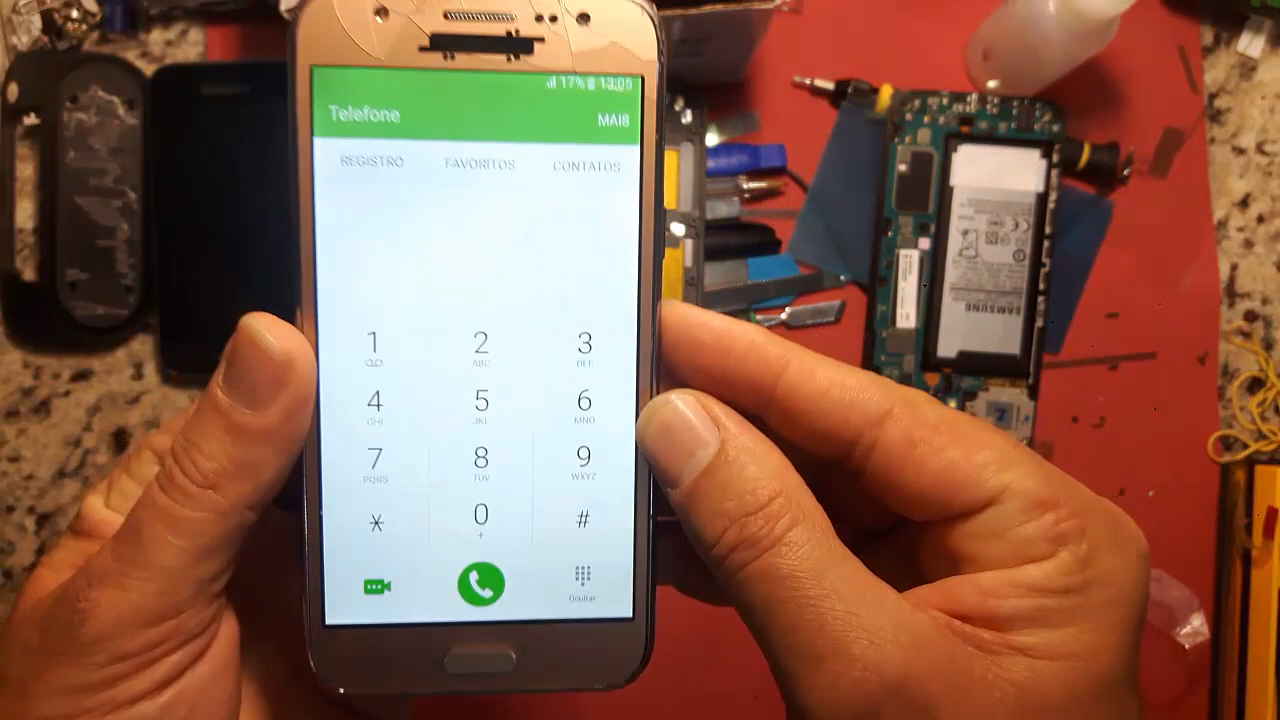 17% 13:05
Telefone
MAIS
REGISTRO FAVORITOS CONTATOS
1 2 3
ABC DEF
4 5 6
GHI JKL MNO
7 8 9
PQRS TUV WXYZ
* 0 #
+
Ocultar
SAMSUNG